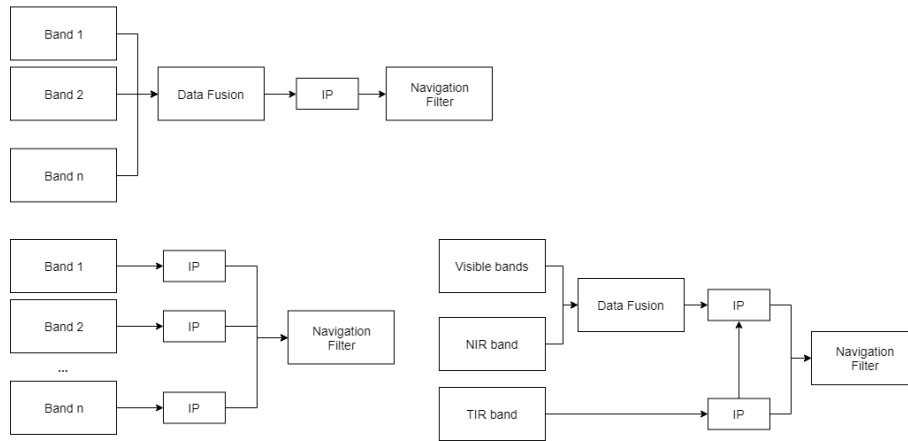 Band 1
Band 2
Band n
Data Fusion
IP
Navigation
Filter
Band 1
IP
Band 2
IP
...
Band n
IP
Navigation
Filter
Visible bands
NIR band
Data Fusion
IP
TIR band
IP
Navigation
Filter